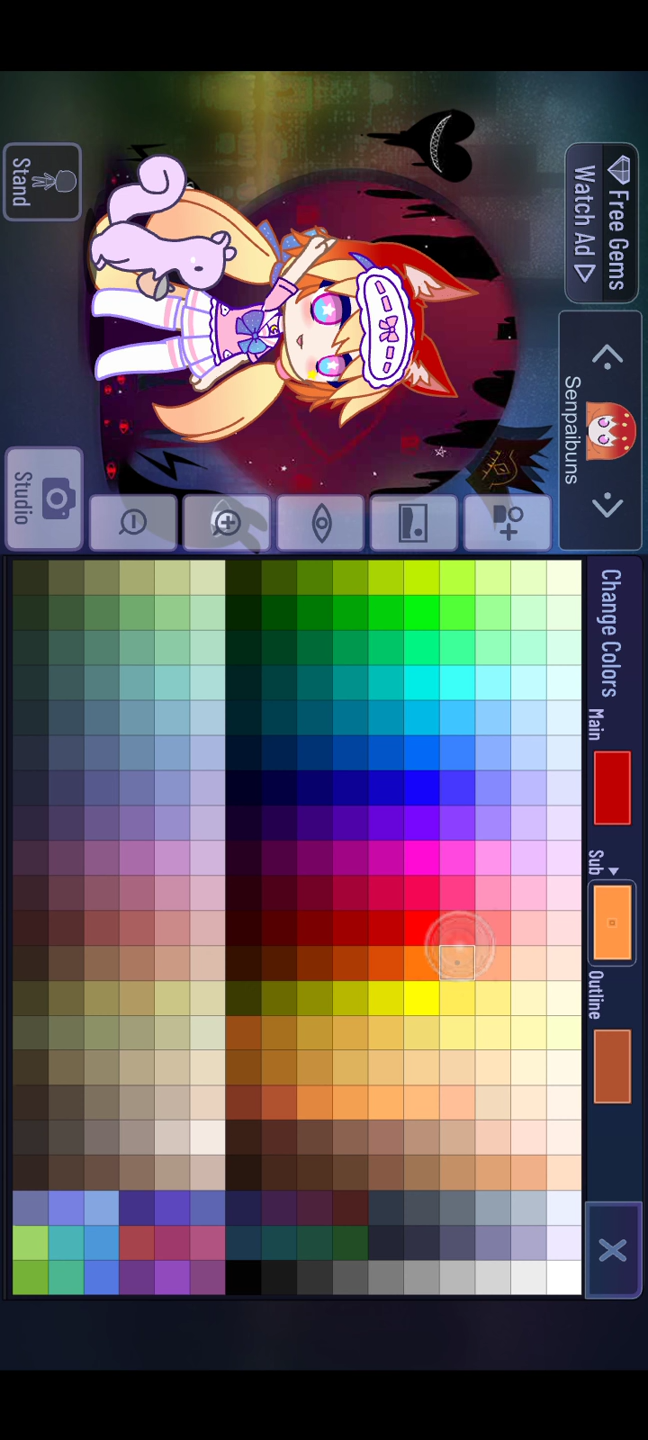 Free Gems
Watch Ad
Senpaibuns
Stand
Studio
Change Colors
Main
Sub
Outline
X